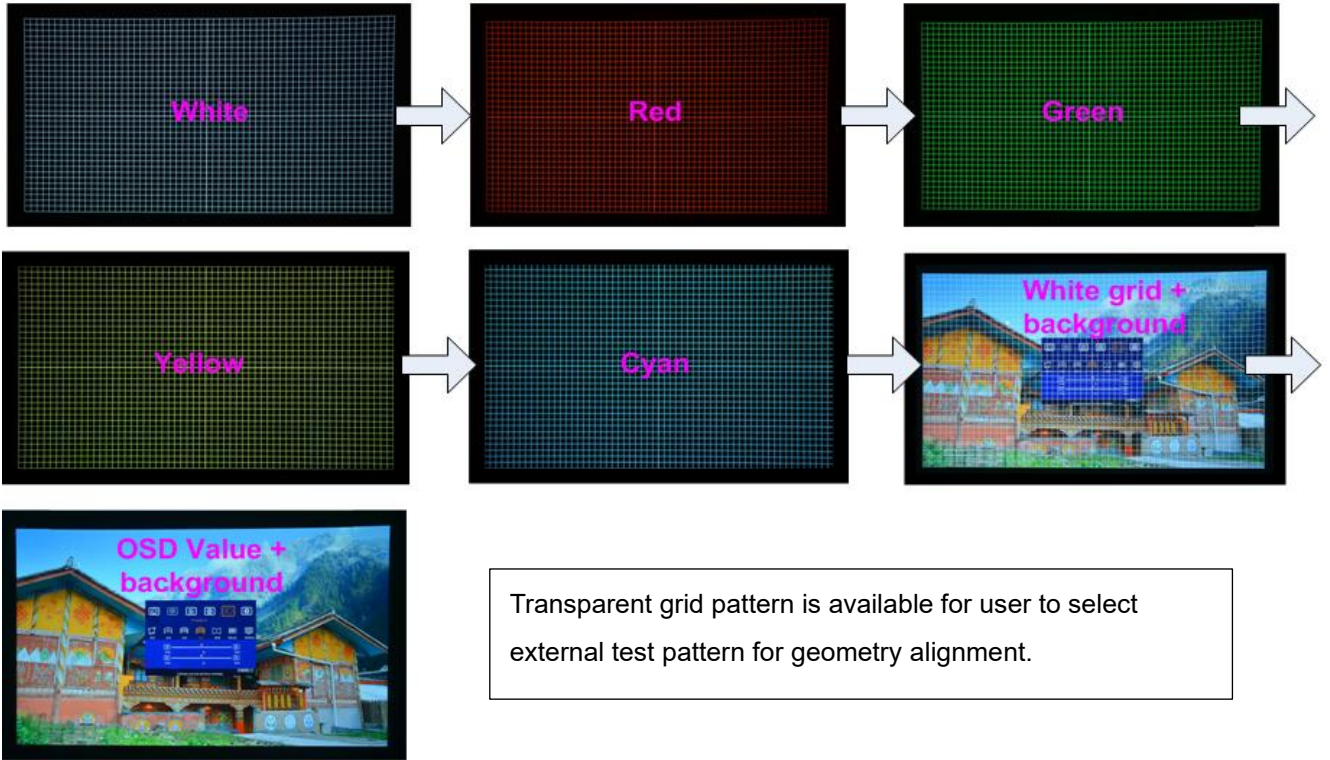 White
Red
Green
Yellow
Cyan
White grid +
background
OSD Value +
background
Transparent grid pattern is available for user to select
external test pattern for geometry alignment.